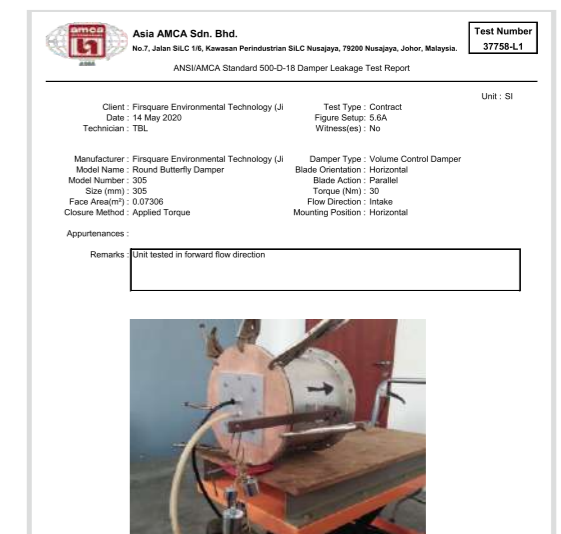 amca
Asia AMCA Sdn. Bhd.
No.7, Jalan SiLC 1/6, Kawasan Perindustrian SiLC Nusajaya, 79200 Nusajaya, Johor, Malaysia.
Test Number
37758-L1
ASIA
ANSI/AMCA Standard 500-D-18 Damper Leakage Test Report
Unit : SI
Client : Firsquare Environmental Technology (Ji
Test Type : Contract
Date : 14 May 2020
Figure Setup: 5.6A
Technician : TBL
Witness(es) : No
Manufacturer : Firsquare Environmental Technology (Ji
Damper Type : Volume Control Damper
Model Name : Round Butterfly Damper
Blade Orientation : Horizontal
Model Number : 305
Blade Action : Parallel
Size (mm) : 305
Torque (Nm) : 30
Face Area(m²) : 0.07306
Flow Direction : Intake
Closure Method : Applied Torque
Mounting Position : Horizontal
Appurtenances :
Remarks : Unit tested in forward flow direction